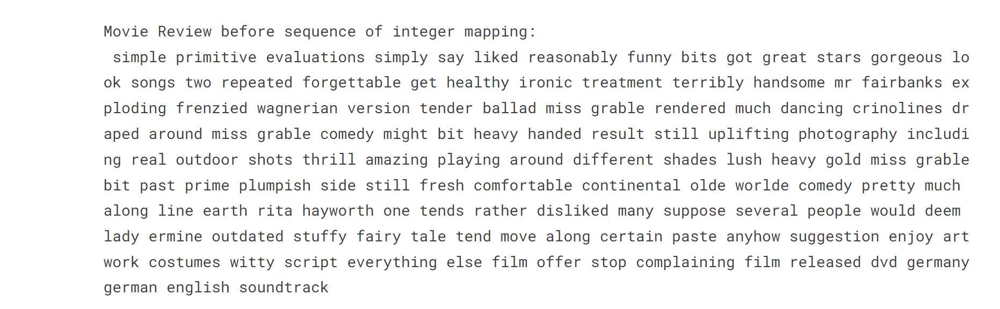 Movie Review before sequence of integer mapping:
simple primitive evaluations simply say liked reasonably funny bits got great stars gorgeous lo
ok songs two repeated forgettable get healthy ironic treatment terribly handsome mr fairbanks ex
ploding frenzied wagnerian version tender ballad miss grable rendered much dancing crinolines dr
aped around miss grable comedy might bit heavy handed result still uplifting photography includi
ng real outdoor shots thrill amazing playing around different shades lush heavy gold miss grable
bit past prime plumpish side still fresh comfortable continental olde worlde comedy pretty much
along line earth rita hayworth one tends rather disliked many suppose several people would deem
lady ermine outdated stuffy fairy tale tend move along certain paste anyhow suggestion enjoy art
work costumes witty script everything else film offer stop complaining film released dvd germany
german english soundtrack